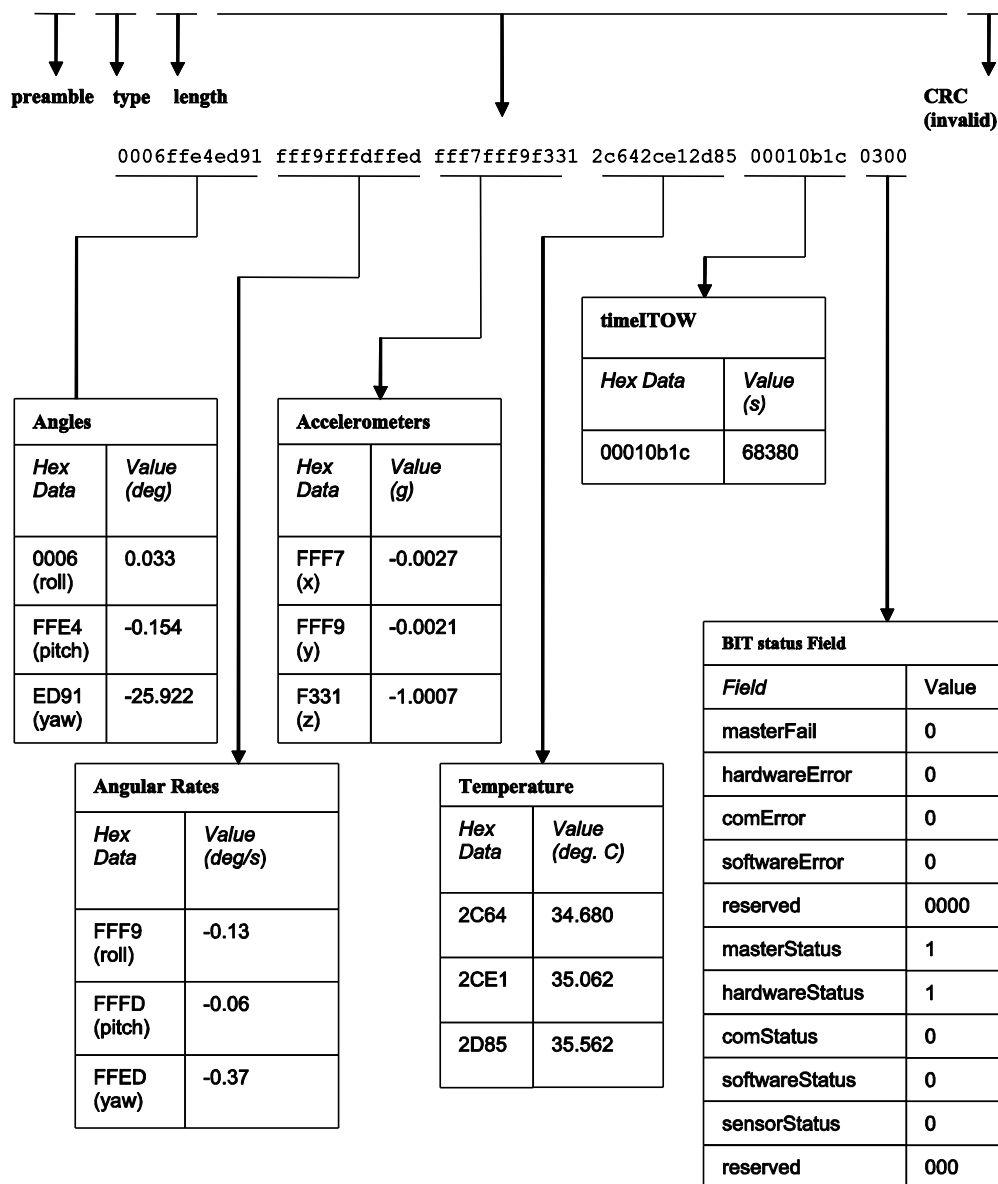 preamble type length
CRC
(invalid)
0006ffe4ed91 fff9fffdffed fff7fff9f331 2c642ce12d85 00010b1c 0300
timeITOW
Hex Data Value
(s)
00010b1c 68380
Angles
Hex
Data Value
(deg)
0006
(roll) 0.033
FFE4
(pitch) -0.154
ED91
(yaw) -25.922
Accelerometers
Hex
Data Value
(g)
FFF7
(x) -0.0027
FFF9
(y) -0.0021
F331
(z) -1.0007
BIT status Field
Field Value
masterFail 0
hardwareError 0
comError 0
softwareError 0
reserved 0000
masterStatus 1
hardwareStatus 1
comStatus 0
softwareStatus 0
sensorStatus 0
reserved 000
Angular Rates
Hex
Data Value
(deg/s)
FFF9
(roll) -0.13
FFFD
(pitch) -0.06
FFED
(yaw) -0.37
Temperature
Hex
Data Value
(deg. C)
2C64 34.680
2CE1 35.062
2D85 35.562